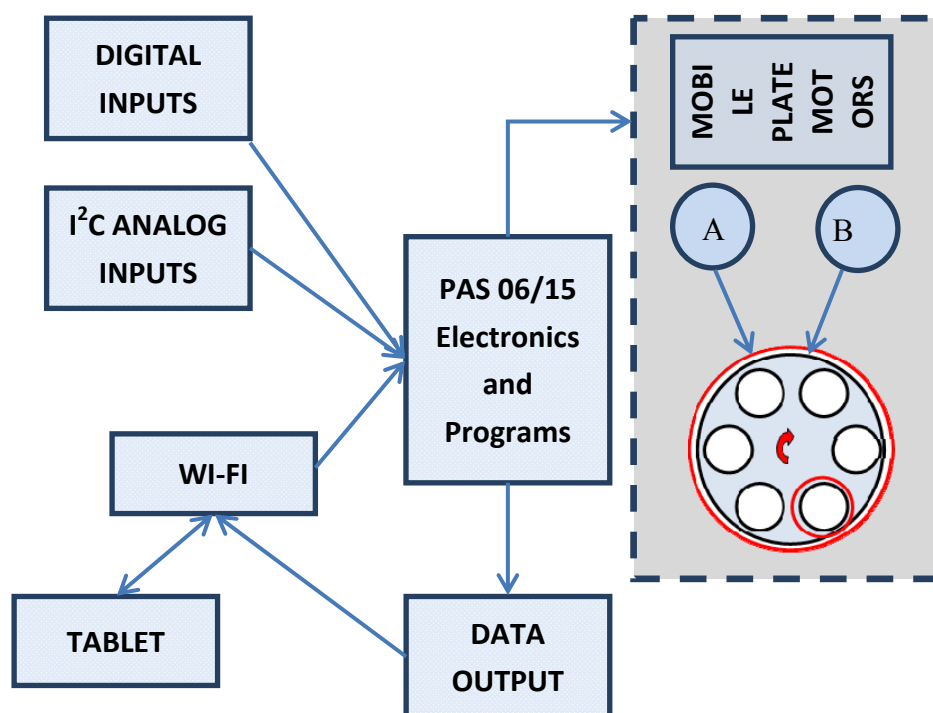 DIGITAL
INPUTS
I²C ANALOG
INPUTS
PAS 06/15
Electronics
and
Programs
WI-FI
TABLET
DATA
OUTPUT
MOBI
LE
PLATE
MOT
ORS
A
B